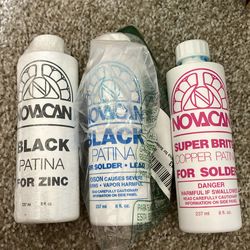 NOVACAN
BLACK
PATINA
FOR ZINC
237 ml 8 fl. oz.
NOVACAN
BLACK
PATINA
FOR SOLDER - LEAD
POISON CAUSES SEVERE
BURNS - VAPOR HARMFUL
237 ml 8 fl. oz.
NOVACAN
SUPER BRITE
COPPER PATINA
FOR SOLDER
DANGER
HARMFUL IF SWALLOWED
READ CAUTIONARY
INFORMATION ON SIDE PANEL
237 ml 8 fl. oz.